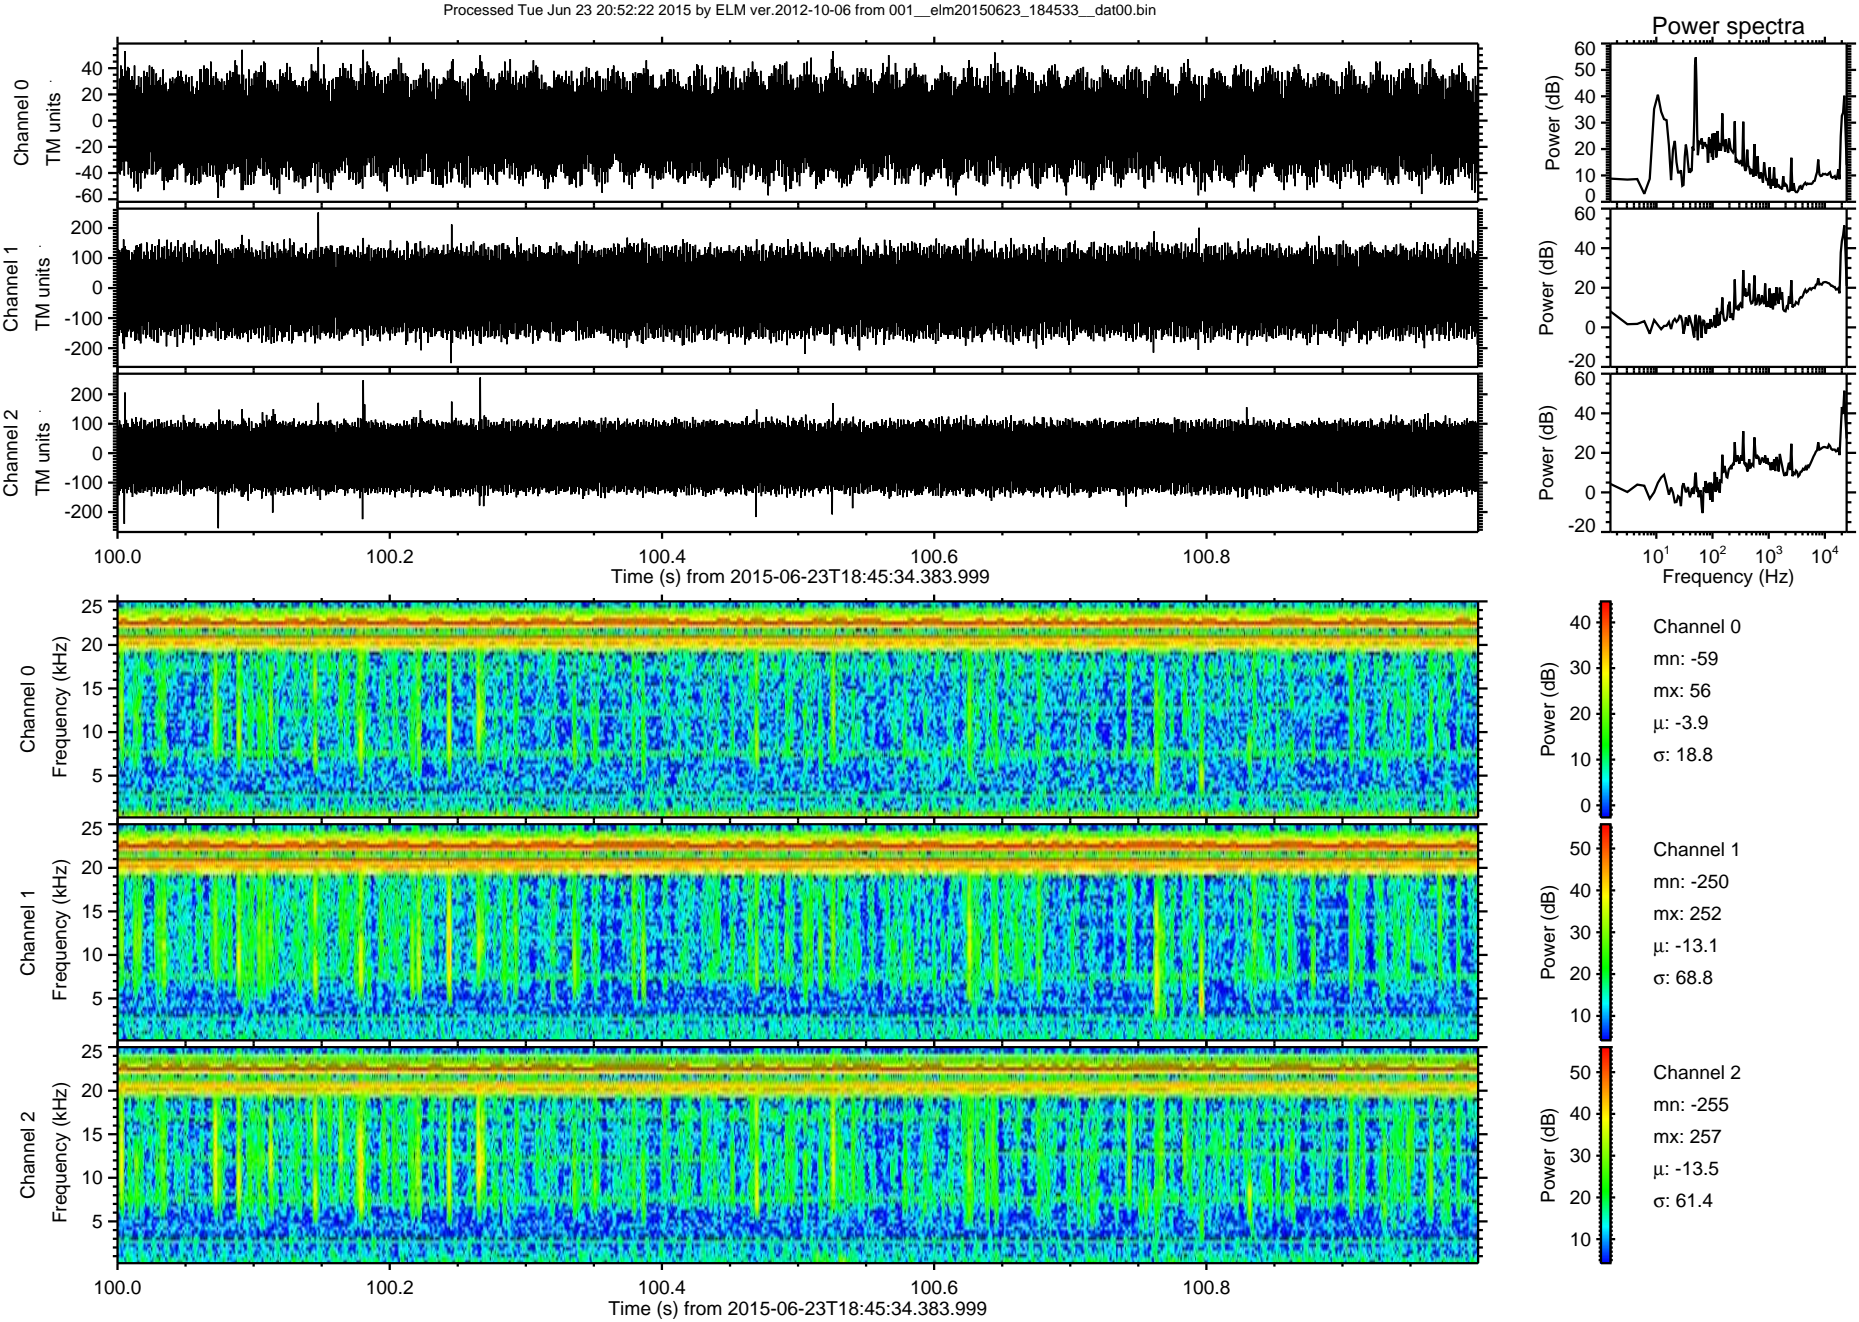 Processed Tue Jun 23 20:52:22 2015 by ELM ver.2012-10-06 from 001__elm20150623_184533__dat00.bin
Power spectra
Channel 0
TM units
40
20
0
-20
-40
-60
Power (dB)
60
50
40
30
20
10
0
Channel 1
TM units
200
100
0
-100
-200
Power (dB)
60
40
20
0
-20
Channel 2
TM units
200
100
0
-100
-200
Power (dB)
60
40
20
0
-20
100.0 100.2 100.4 100.6 100.8
Time (s) from 2015-06-23T18:45:34.383.999
10^1 10^2 10^3 10^4
Frequency (Hz)
Channel 0
Frequency (kHz)
25
20
15
10
5
Power (dB)
40
30
20
10
0
Channel 0
mn: -59
mx: 56
μ: -3.9
σ: 18.8
Channel 1
Frequency (kHz)
25
20
15
10
5
Power (dB)
50
40
30
20
10
Channel 1
mn: -250
mx: 252
μ: -13.1
σ: 68.8
Channel 2
Frequency (kHz)
25
20
15
10
5
Power (dB)
50
40
30
20
10
Channel 2
mn: -255
mx: 257
μ: -13.5
σ: 61.4
100.0 100.2 100.4 100.6 100.8
Time (s) from 2015-06-23T18:45:34.383.999